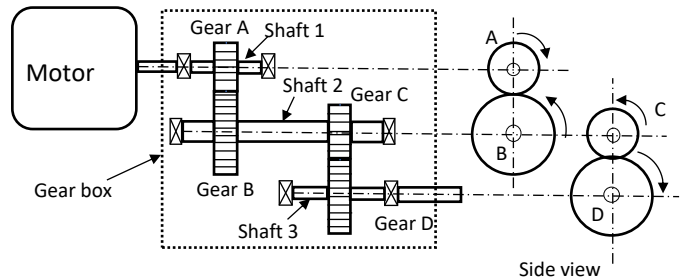 Gear A
Shaft 1
Motor
Shaft 2
Gear C
Gear box
Gear B
Shaft 3
Gear D
A
B
C
D
Side view